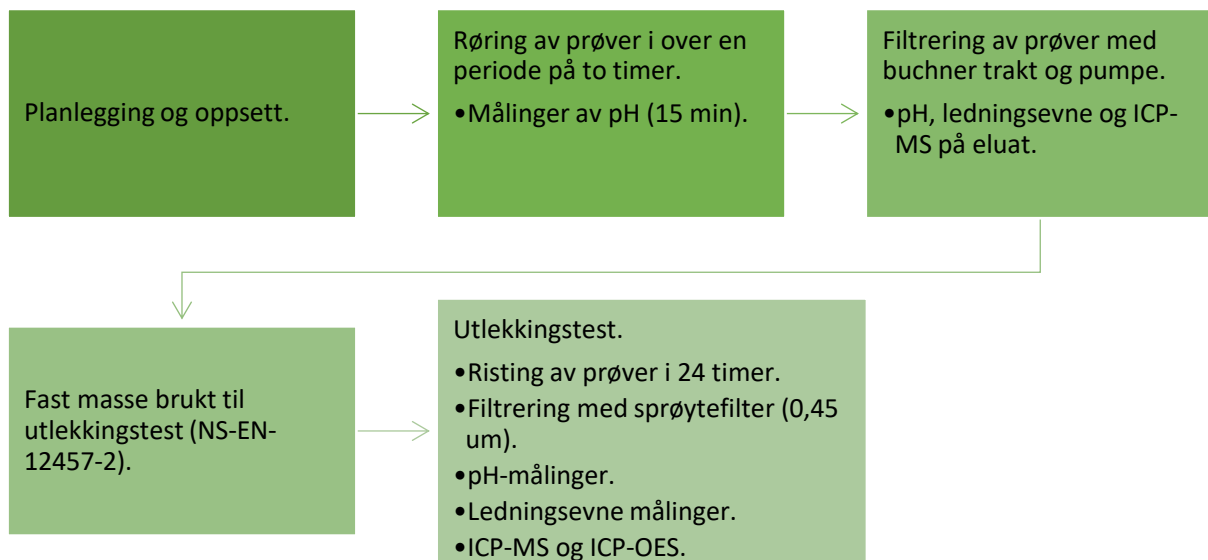 Planlegging og oppsett.
Røring av prøver i over en
periode på to timer.
•Målinger av pH (15 min).
Filtrering av prøver med
buchner trakt og pumpe.
•pH, ledningsevne og ICP-
MS på eluat.
Fast masse brukt til
utlekkingstest (NS-EN-
12457-2).
Utlekkingstest.
•Risting av prøver i 24 timer.
•Filtrering med sprøytefilter (0,45
um).
•pH-målinger.
•Ledningsevne målinger.
•ICP-MS og ICP-OES.